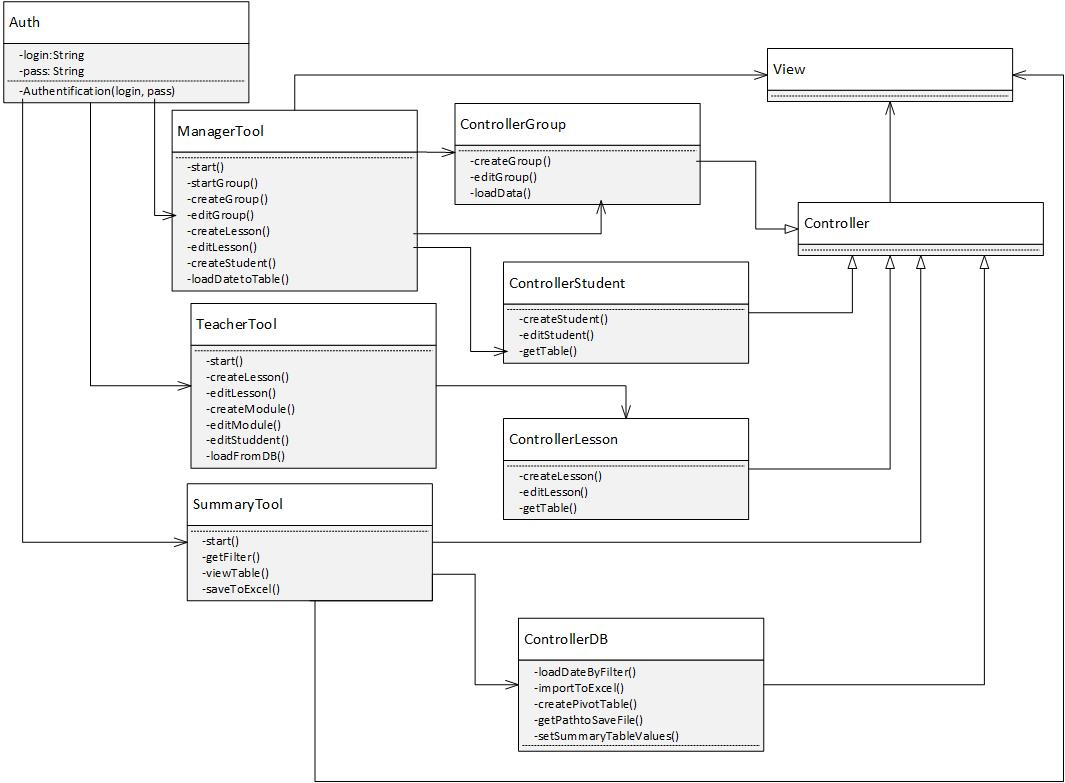 Auth
-login:String
-pass: String
-Authentification(login, pass)
View
ManagerTool
-start()
-startGroup()
-createGroup()
-editGroup()
-createLesson()
-editLesson()
-createStudent()
-loadDatetoTable()
ControllerGroup
-createGroup()
-editGroup()
-loadData()
Controller
ControllerStudent
-createStudent()
-editStudent()
-getTable()
TeacherTool
-start()
-createLesson()
-editLesson()
-createModule()
-editModule()
-editStuddent()
-loadFromDB()
ControllerLesson
-createLesson()
-editLesson()
-getTable()
SummaryTool
-start()
-getFilter()
-viewTable()
-saveToExcel()
ControllerDB
-loadDateByFilter()
-importToExcel()
-createPivotTable()
-getPathtoSaveFile()
-setSummaryTableValues()